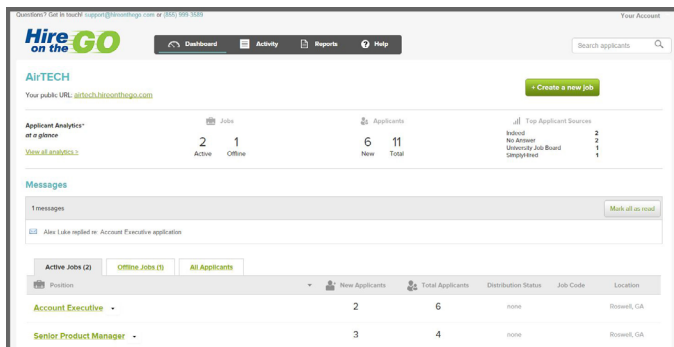 Questions? Get in touch! support@hireonthego.com or (855) 999-3589
Your Account
Hire on the GO
Dashboard Activity Reports Help
Search applicants
AirTECH
Your public URL: airtech.hireonthego.com
+ Create a new job
Applicant Analytics*
at a glance
View all analytics >
Jobs
2 1
Active Offline
Applicants
6 11
New Total
Top Applicant Sources
Indeed 2
No Answer 2
University Job Board 1
SimplyHired 1
Messages
1 messages
Mark all as read
Alex Luke replied re: Account Executive application
Active Jobs (2) Offline Jobs (1) All Applicants
Position New Applicants Total Applicants Distribution Status Job Code Location
Account Executive 2 6 none Roswell, GA
Senior Product Manager 3 4 none Roswell, GA